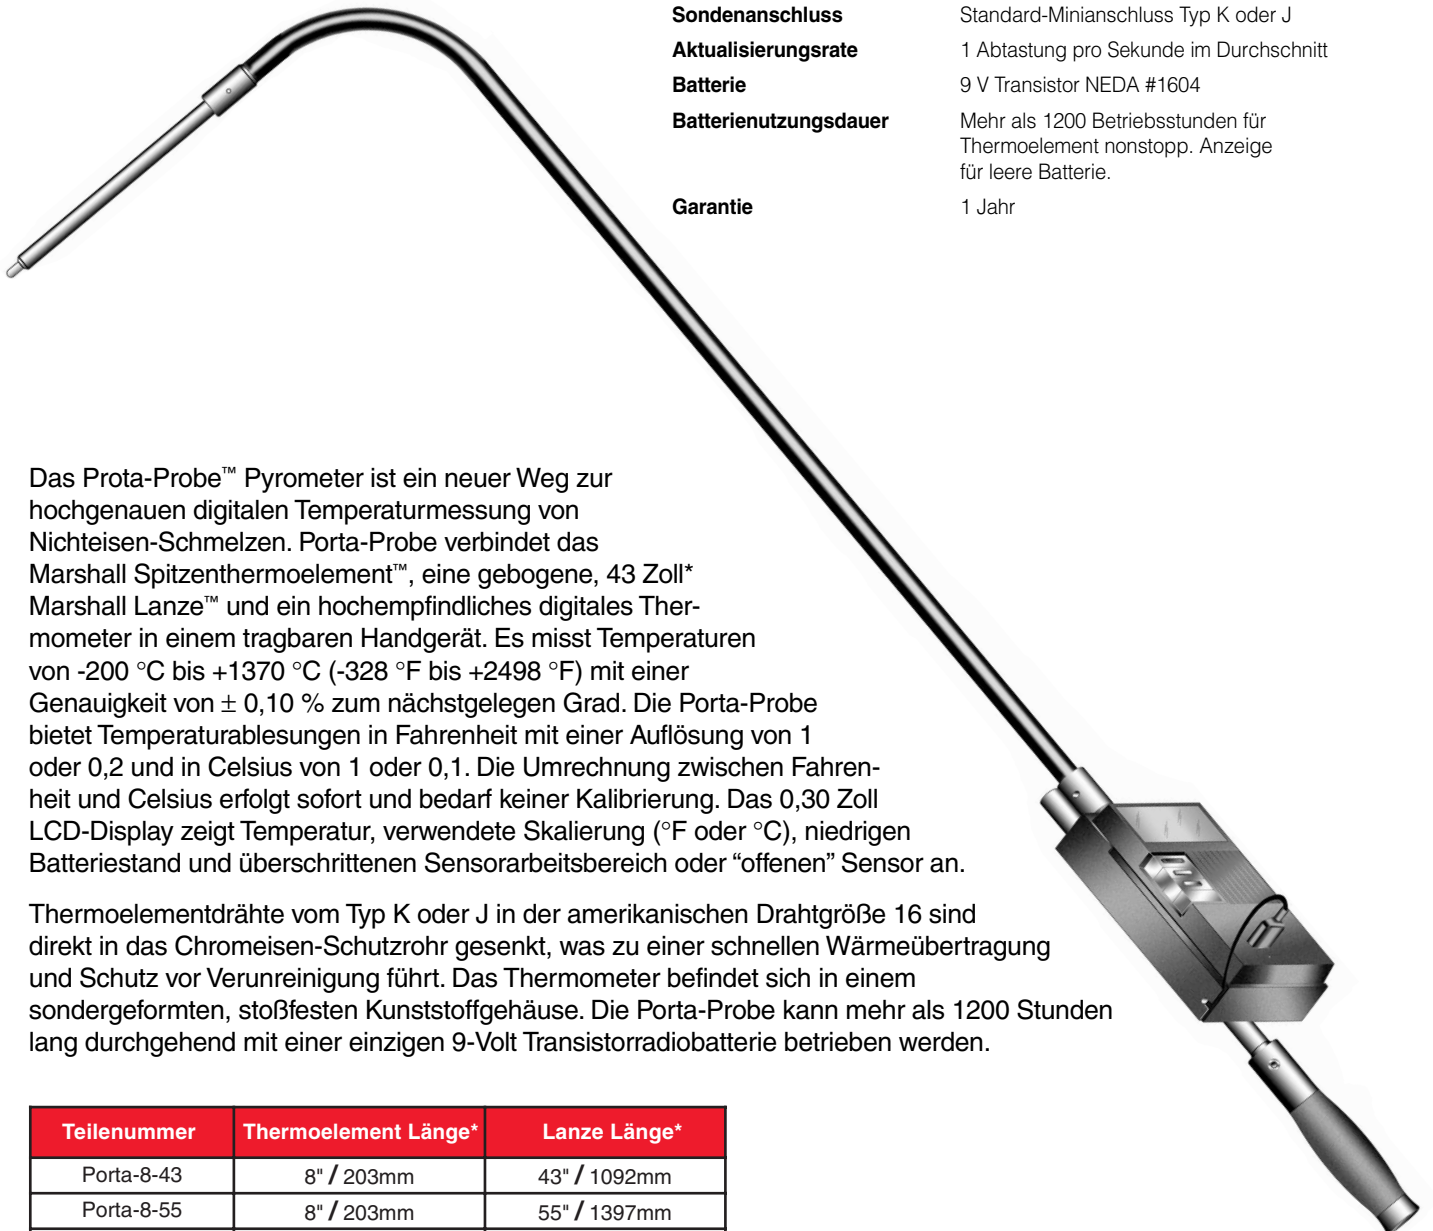 Sondenanschluss Standard-Minianschluss Typ K oder J
Aktualisierungsrate 1 Abtastung pro Sekunde im Durchschnitt
Batterie 9 V Transistor NEDA #1604
Batterienutzungsdauer Mehr als 1200 Betriebsstunden für
Thermoelement nonstopp. Anzeige
für leere Batterie.
Garantie 1 Jahr
Das Prota-Probe™ Pyrometer ist ein neuer Weg zur
hochgenauen digitalen Temperaturmessung von
Nichteisen-Schmelzen. Porta-Probe verbindet das
Marshall Spitzenthermoelement™, eine gebogene, 43 Zoll*
Marshall Lanze™ und ein hochempfindliches digitales Ther-
mometer in einem tragbaren Handgerät. Es misst Temperaturen
von -200 °C bis +1370 °C (-328 °F bis +2498 °F) mit einer
Genauigkeit von ± 0,10 % zum nächstgelegen Grad. Die Porta-Probe
bietet Temperaturablesungen in Fahrenheit mit einer Auflösung von 1
oder 0,2 und in Celsius von 1 oder 0,1. Die Umrechnung zwischen Fahren-
heit und Celsius erfolgt sofort und bedarf keiner Kalibrierung. Das 0,30 Zoll
LCD-Display zeigt Temperatur, verwendete Skalierung (°F oder °C), niedrigen
Batteriestand und überschrittenen Sensorarbeitsbereich oder “offenen” Sensor an.
Thermoelementdrähte vom Typ K oder J in der amerikanischen Drahtgröße 16 sind
direkt in das Chromeisen-Schutzrohr gesenkt, was zu einer schnellen Wärmeübertragung
und Schutz vor Verunreinigung führt. Das Thermometer befindet sich in einem
sondergeformten, stoßfesten Kunststoffgehäuse. Die Porta-Probe kann mehr als 1200 Stunden
lang durchgehend mit einer einzigen 9-Volt Transistorradiobatterie betrieben werden.
Teilenummer Thermoelement Länge* Lanze Länge*
Porta-8-43 8" / 203mm 43" / 1092mm
Porta-8-55 8" / 203mm 55" / 1397mm